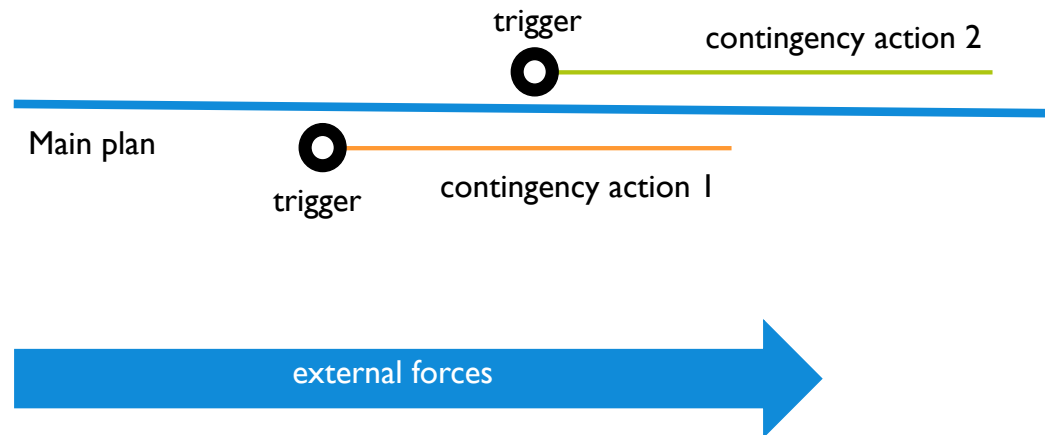 trigger
contingency action 2
Main plan
contingency action 1
trigger
external forces